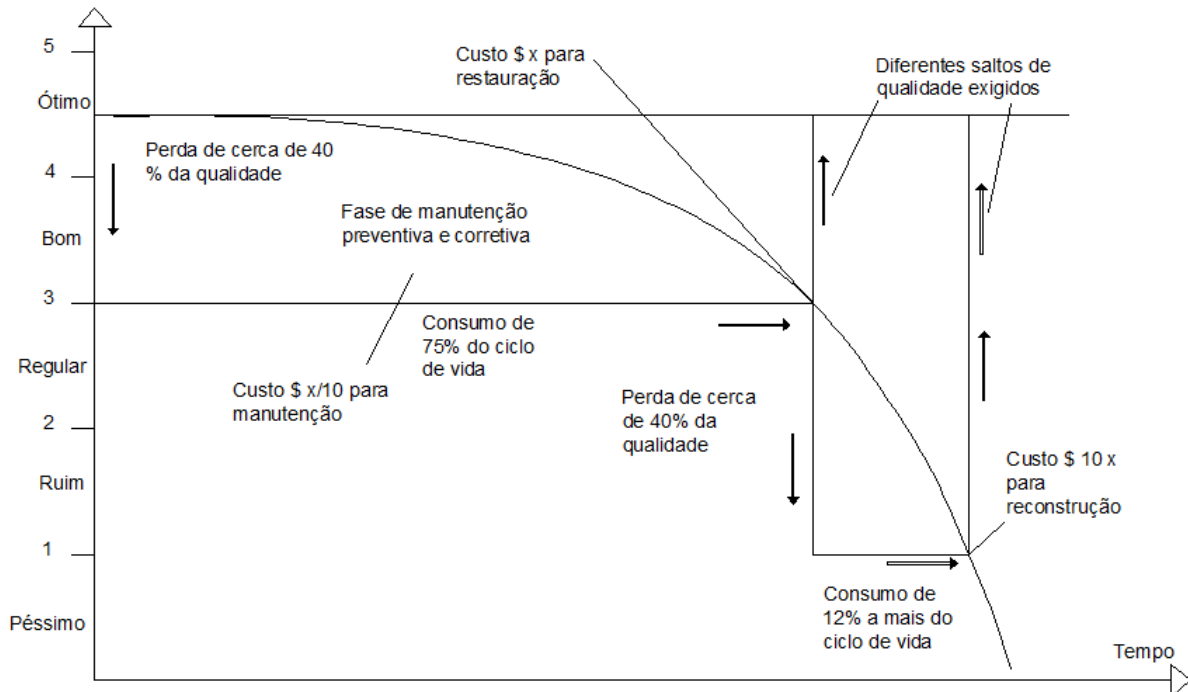 5
Ótimo
4
Bom
3
Regular
2
Ruim
1
Péssimo
Custo $ x para
restauração
Diferentes saltos de
qualidade exigidos
Perda de cerca de 40
% da qualidade
Fase de manutenção
preventiva e corretiva
Consumo de
75% do ciclo
de vida
Custo $ x/10 para
manutenção
Perda de cerca
de 40% da
qualidade
Custo $ 10 x
para
reconstrução
Consumo de
12% a mais do
ciclo de vida
Tempo